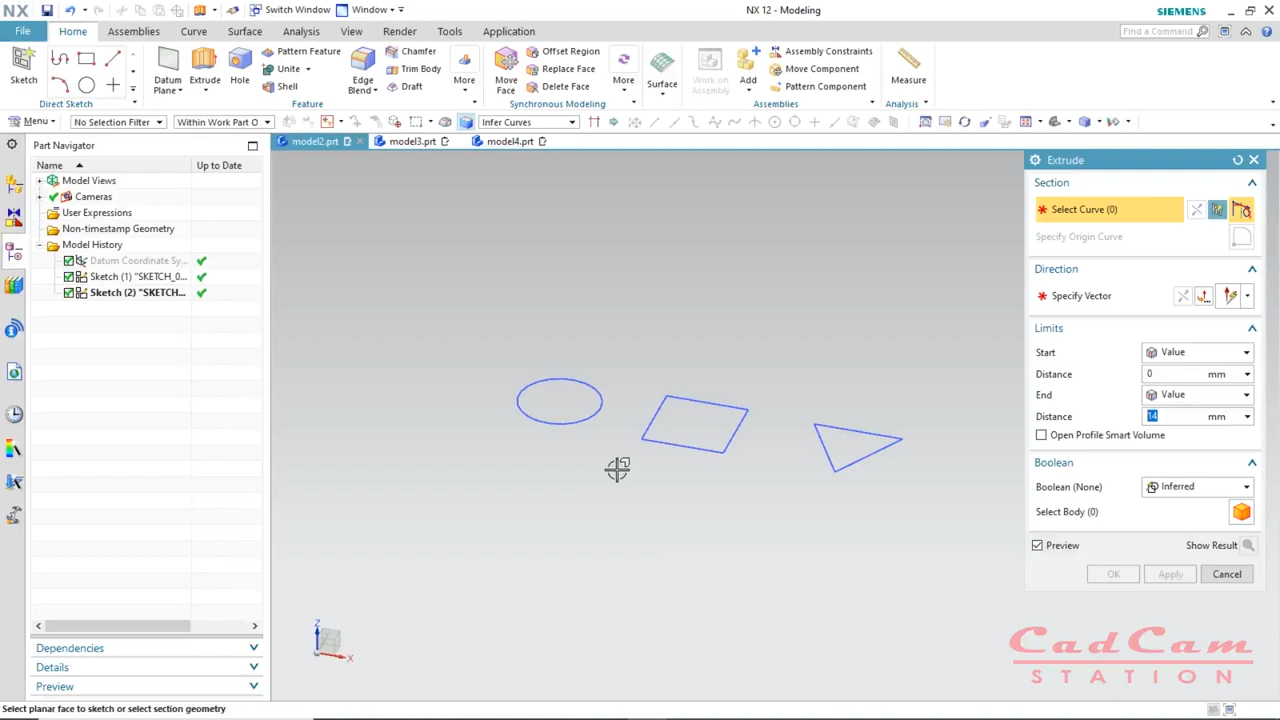 NX
Switch Window
Window
NX 12 - Modeling
SIEMENS
File
Home
Assemblies
Curve
Surface
Analysis
View
Render
Tools
Application
Find a Command
Sketch
Direct Sketch
Datum Plane
Extrude
Hole
Pattern Feature
Unite
Shell
Edge Blend
Chamfer
Trim Body
Draft
More
Feature
Move Face
Offset Region
Replace Face
Delete Face
More
Synchronous Modeling
Surface
Work on Assembly
Add
Assembly Constraints
Move Component
Pattern Component
Assemblies
Measure
Analysis
Menu
No Selection Filter
Within Work Part O
Infer Curves
Part Navigator
model2.prt
model3.prt
model4.prt
Name
Up to Date
Model Views
Cameras
User Expressions
Non-timestamp Geometry
Model History
Datum Coordinate Sy...
Sketch (1) "SKETCH_0...
Sketch (2) "SKETCH...
Dependencies
Details
Preview
Z
X
Extrude
Section
Select Curve (0)
Specify Origin Curve
Direction
Specify Vector
Limits
Start
Value
Distance
0
mm
End
Value
Distance
14
mm
Open Profile Smart Volume
Boolean
Boolean (None)
Inferred
Select Body (0)
Preview
Show Result
OK
Apply
Cancel
CadCam
STATION
Select planar face to sketch or select section geometry